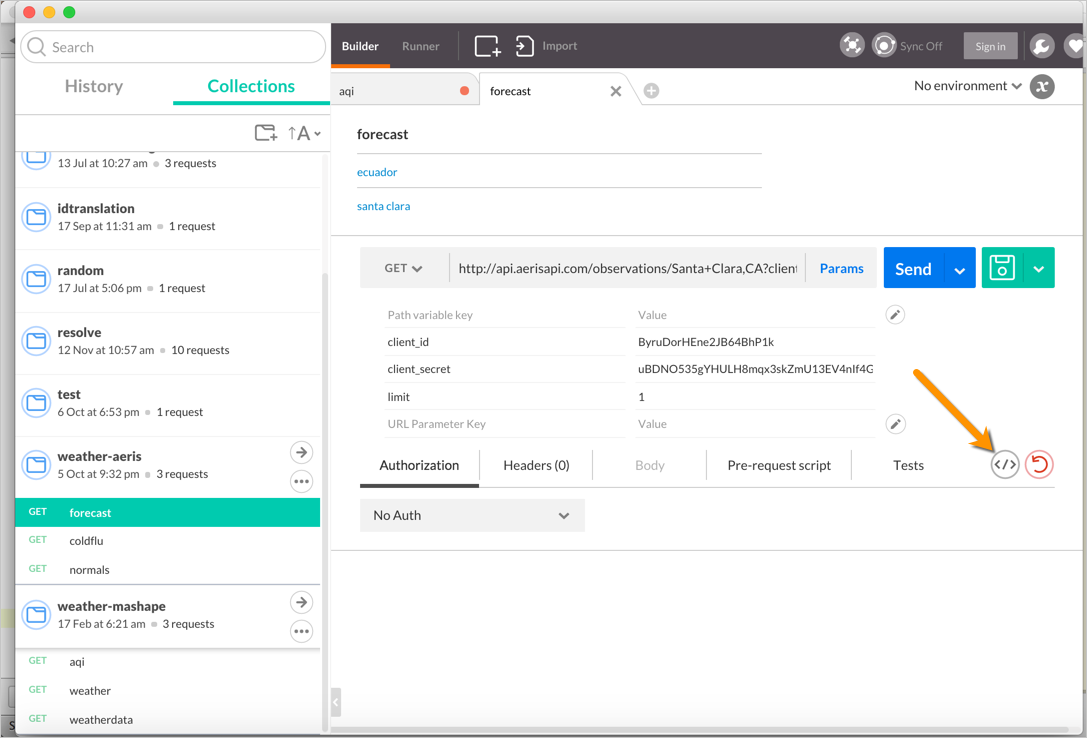 Search
Builder
Runner
Import
Sync Off
Sign in
History
Collections
aqi
forecast
No environment
x
A
13 Jul at 10:27 am 3 requests
idtranslation
17 Sep at 11:31 am 1 request
random
17 Jul at 5:06 pm 1 request
resolve
12 Nov at 10:57 am 10 requests
test
6 Oct at 6:53 pm 1 request
weather-aeris
5 Oct at 9:32 pm 3 requests
GET forecast
GET coldflu
GET normals
weather-mashape
17 Feb at 6:21 am 3 requests
GET aqi
GET weather
GET weatherdata
forecast
ecuador
santa clara
GET
http://api.aerisapi.com/observations/Santa+Clara,CA?client
Params
Send
Path variable key Value
client_id ByruDorHEne2JB64BhP1k
client_secret uBDNO535gYHULH8mqx3skZmU13EV4nIf4G
limit 1
URL Parameter Key Value
Authorization
Headers (0)
Body
Pre-request script
Tests
</>
No Auth